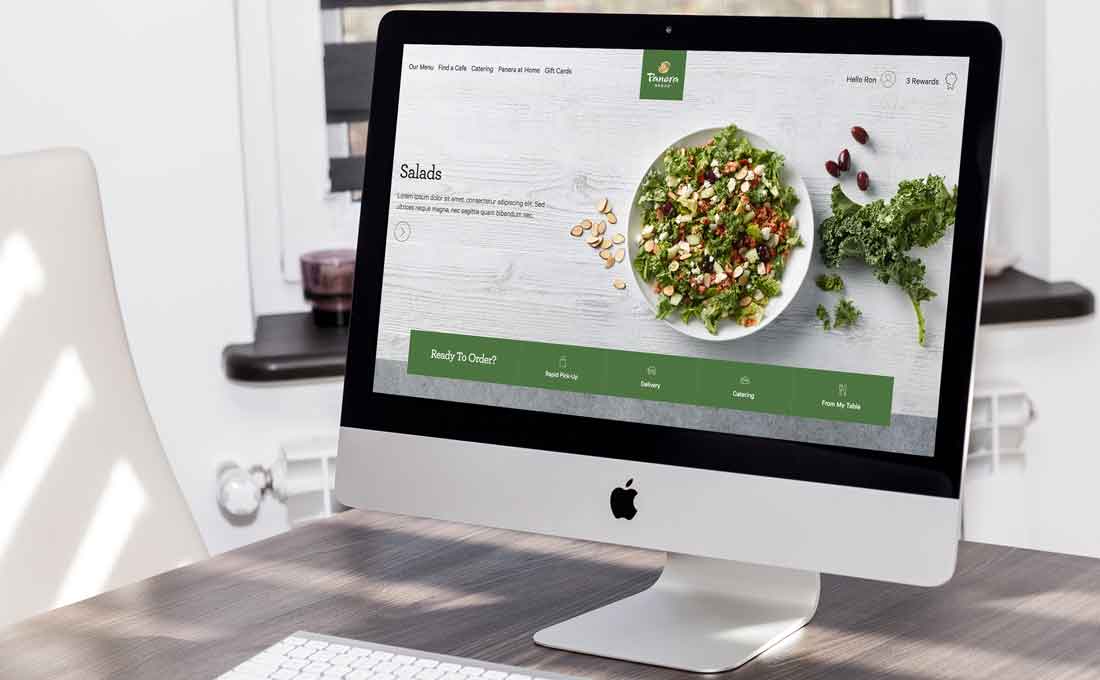 Our Menu Find a Cafe Catering Panera at Home Gift Cards
Panera
BREAD
Hello Ron
3 Rewards
Salads
Lorem ipsum dolor sit amet, consectetur adipiscing elit. Sed
ultrices neque magna, nec sagittis quam bibendum nec.
Ready To Order?
Rapid Pick-Up
Delivery
Catering
From My Table